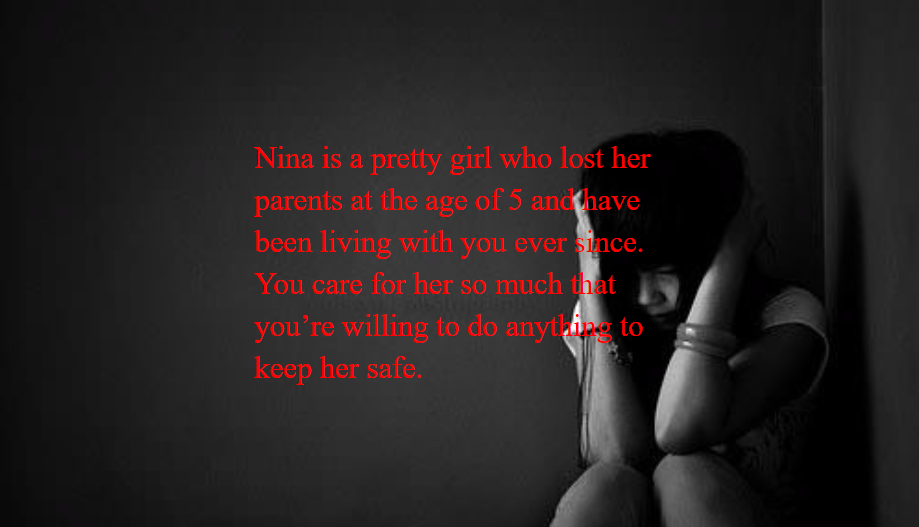 Nina is a pretty girl who lost her
parents at the age of 5 and have
been living with you ever since.
You care for her so much that
you’re willing to do anything to
keep her safe.